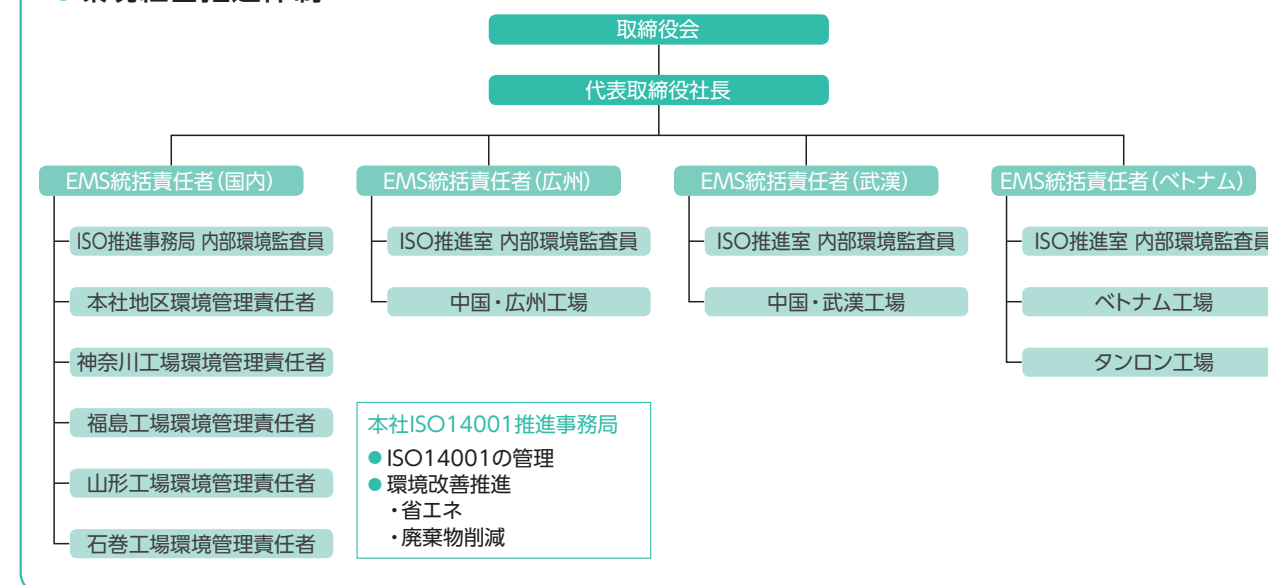 取締役会
代表取締役社長
EMS統括責任者(国内)
ISO推進事務局 内部環境監査員
本社地区環境管理責任者
神奈川工場環境管理責任者
福島工場環境管理責任者
山形工場環境管理責任者
石巻工場環境管理責任者
EMS統括責任者(広州)
ISO推進室 内部環境監査員
中国・広州工場
EMS統括責任者(武漢)
ISO推進室 内部環境監査員
中国・武漢工場
EMS統括責任者(ベトナム)
ISO推進室 内部環境監査員
ベトナム工場
タンロン工場
本社ISO14001推進事務局
●ISO14001の管理
●環境改善推進
・省エネ
・廃棄物削減